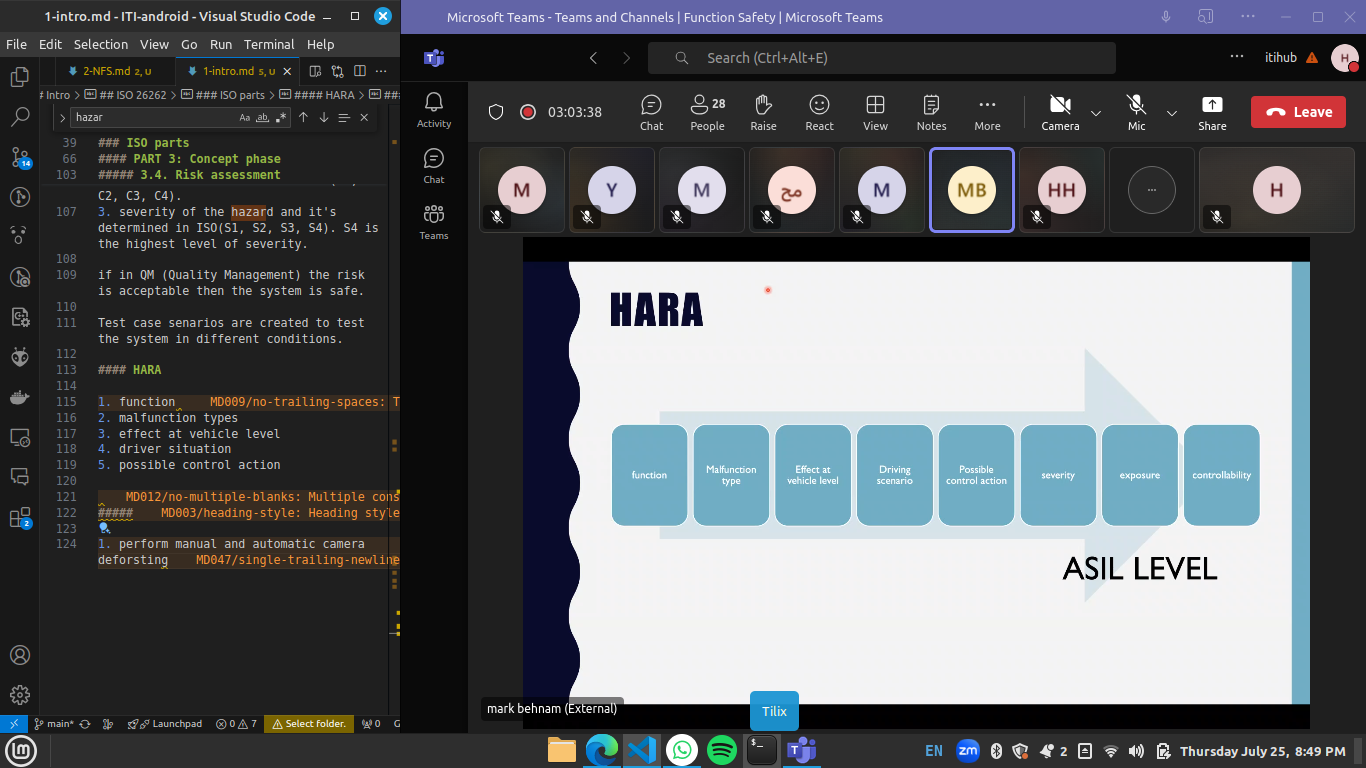 1-intro.md - ITI-android - Visual Studio Code
File Edit Selection View Go Run Terminal Help
2-NFS.md 2, U
1-intro.md 5, U
Intro > ## ISO 26262 > ### ISO parts > #### HARA >
hazar
Aa ab
39 ### ISO parts
66 #### PART 3: Concept phase
103 ##### 3.4. Risk assessment
C2, C3, C4).
107 3. severity of the hazard and it's
determined in ISO(S1, S2, S3, S4). S4 is
the highest level of severity.
108
109 if in QM (Quality Management) the risk
is acceptable then the system is safe.
110
111 Test case senarios are created to test
the system in different conditions.
112
113 #### HARA
114
115 1. function MD009/no-trailing-spaces: T
116 2. malfunction types
117 3. effect at vehicle level
118 4. driver situation
119 5. possible control action
120
121 MD012/no-multiple-blanks: Multiple cons
122 ##### MD003/heading-style: Heading style
123
124 1. perform manual and automatic camera
deforsting MD047/single-trailing-newline
14
2
main* Launchpad 0 7 Select folder. 0 G
Microsoft Teams - Teams and Channels | Function Safety | Microsoft Teams
Search (Ctrl+Alt+E)
... itihub H
Activity
Chat
Teams
03:03:38
28
Chat People Raise React View Notes More Camera Mic Share Leave
M Y M مح M MB HH ... H
HARA
function
Malfunction
type
Effect at
vehicle level
Driving
scenario
Possible
control action
severity
exposure
controllability
ASIL LEVEL
mark behnam (External)
Tilix
EN zm 2 Thursday July 25, 8:49 PM